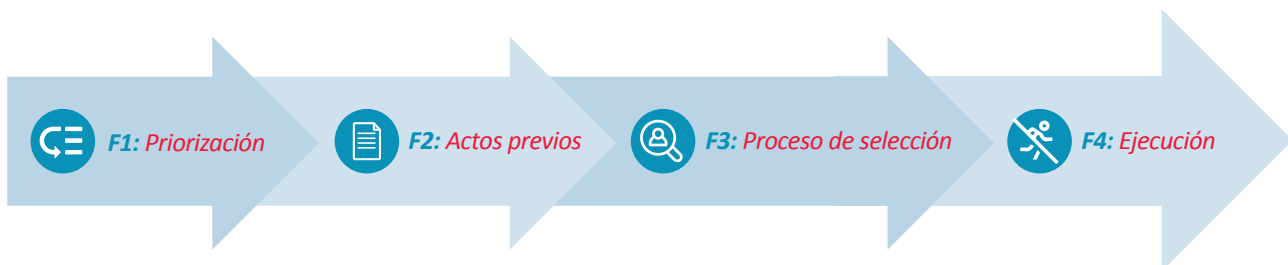 F1: Priorización
F2: Actos previos
F3: Proceso de selección
F4: Ejecución